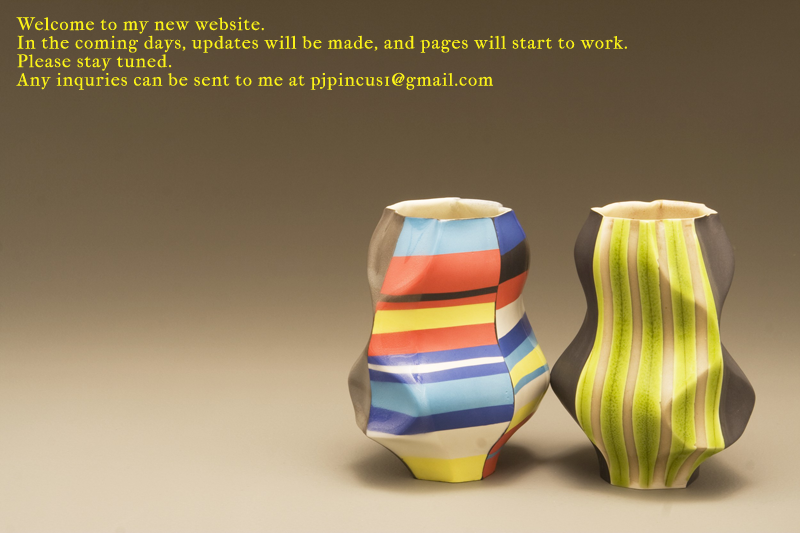 Welcome to my new website.
In the coming days, updates will be made, and pages will start to work.
Please stay tuned.
Any inquries can be sent to me at pjpincus1@gmail.com